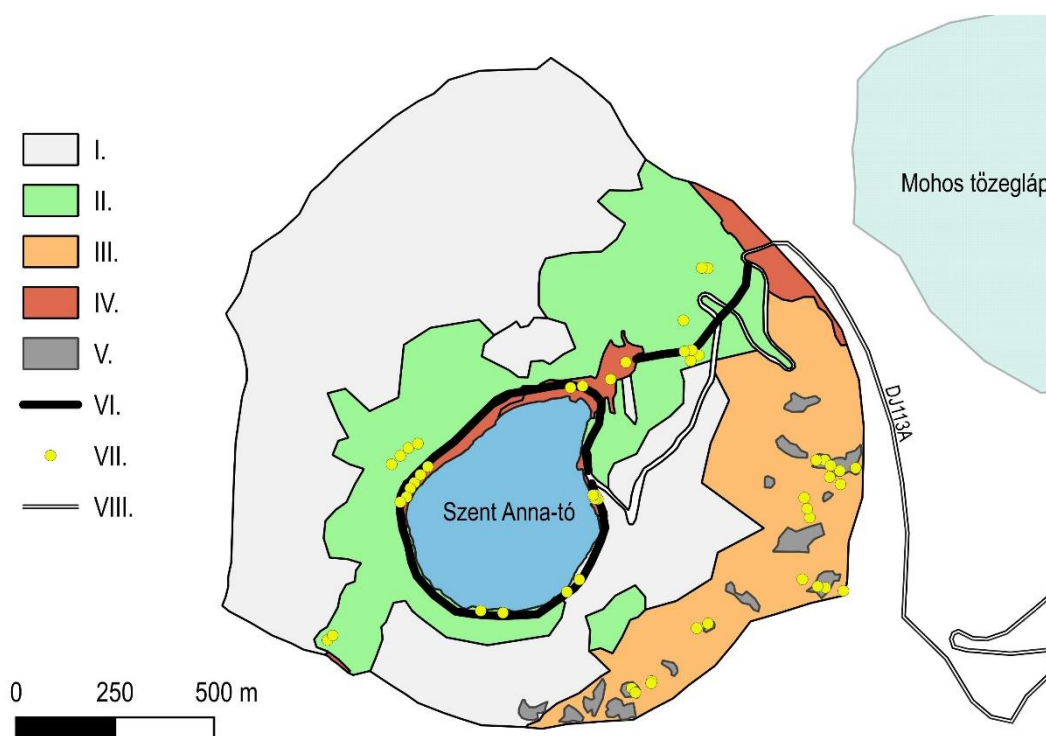 Mohos tőzegláp
I.
II.
III.
IV.
V.
VI.
VII.
VIII.
DJ113A
Szent Anna-tó
0 250 500 m